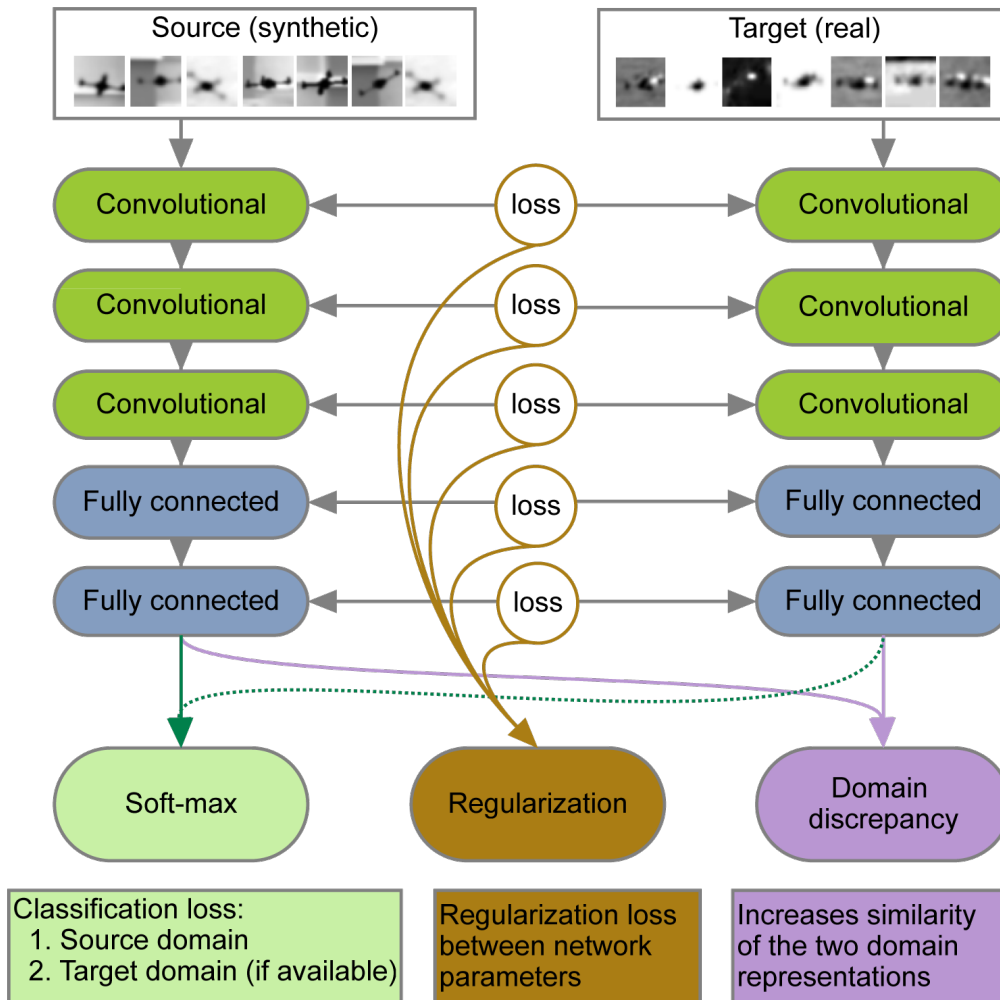 Source (synthetic)
Target (real)
Convolutional
loss
Convolutional
Convolutional
loss
Convolutional
Convolutional
loss
Convolutional
Fully connected
loss
Fully connected
Fully connected
loss
Fully connected
Soft-max
Regularization
Domain
discrepancy
Classification loss:
1. Source domain
2. Target domain (if available)
Regularization loss
between network
parameters
Increases similarity
of the two domain
representations